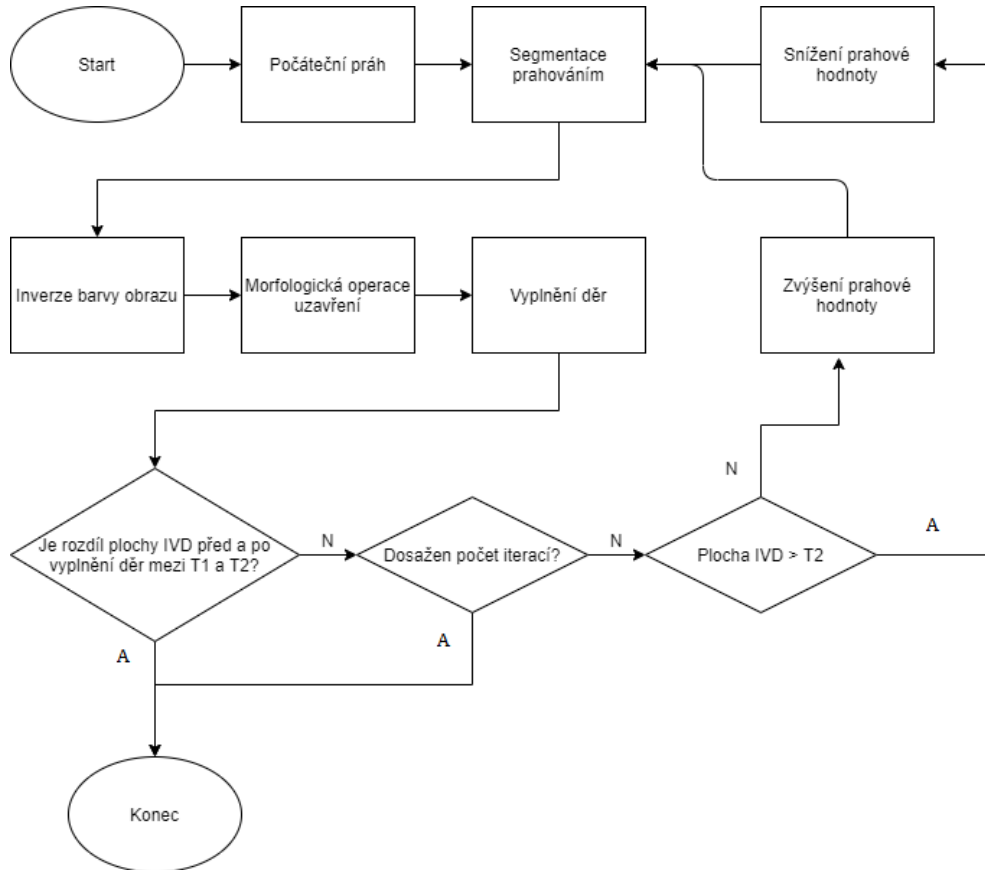 Start
Počáteční práh
Segmentace
prahováním
Snížení prahové
hodnoty
Inverze barvy obrazu
Morfologická operace
uzavření
Vyplnění děr
Zvýšení prahové
hodnoty
Je rozdíl plochy IVD před a po
vyplnění děr mezi T1 a T2?
N
Dosažen počet iterací?
N
Plocha IVD > T2
N
A
A
A
Konec